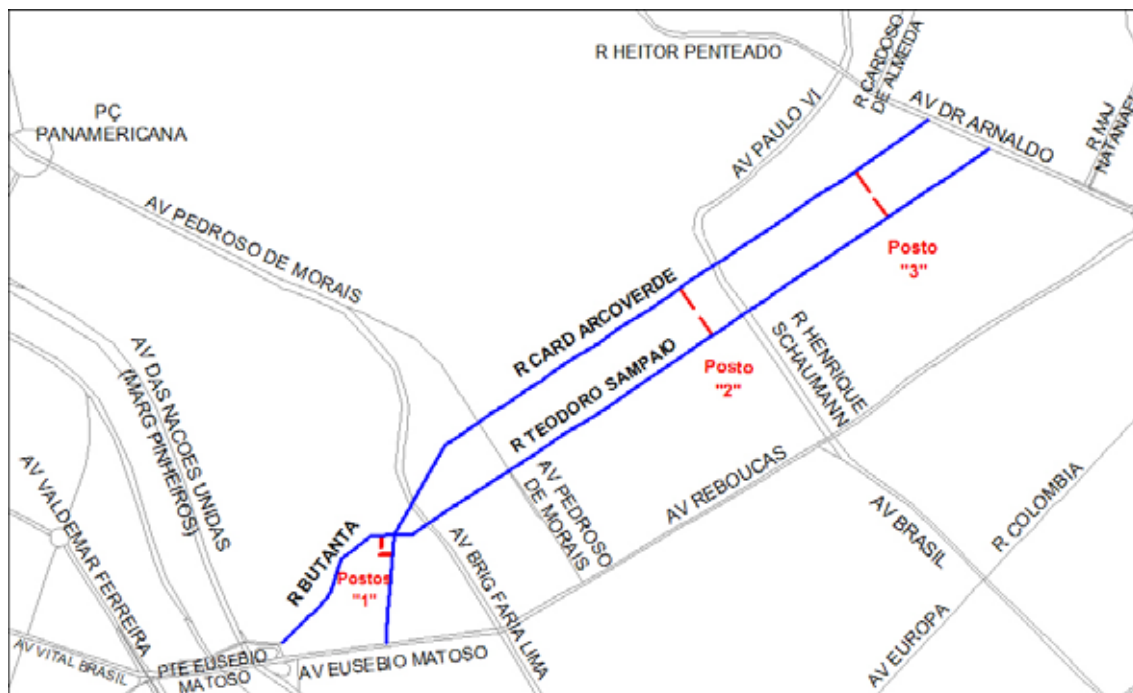 R HEITOR PENTEADO
R CARDOSO
DE ALMEIDA
AV DR ARNALDO
R MAJ
NATANAEL
PÇ
PANAMERICANA
AV PAULO VI
AV PEDROSO DE MORAIS
Posto
"3"
R CARD ARCOVERDE
R TEODORO SAMPAIO
Posto
"2"
R HENRIQUE
SCHAUMANN
AV DAS NACOES UNIDAS
(MARG PINHEIROS)
AV VALDEMAR FERREIRA
AV PEDROSO
DE MORAIS
AV REBOUCAS
R COLOMBIA
AV BRASIL
R BUTANTA
Postos
"1"
AV BRIG FARIA LIMA
AV EUROPA
AV VITAL BRASIL
PTE EUSEBIO
MATOSO
AV EUSEBIO MATOSO